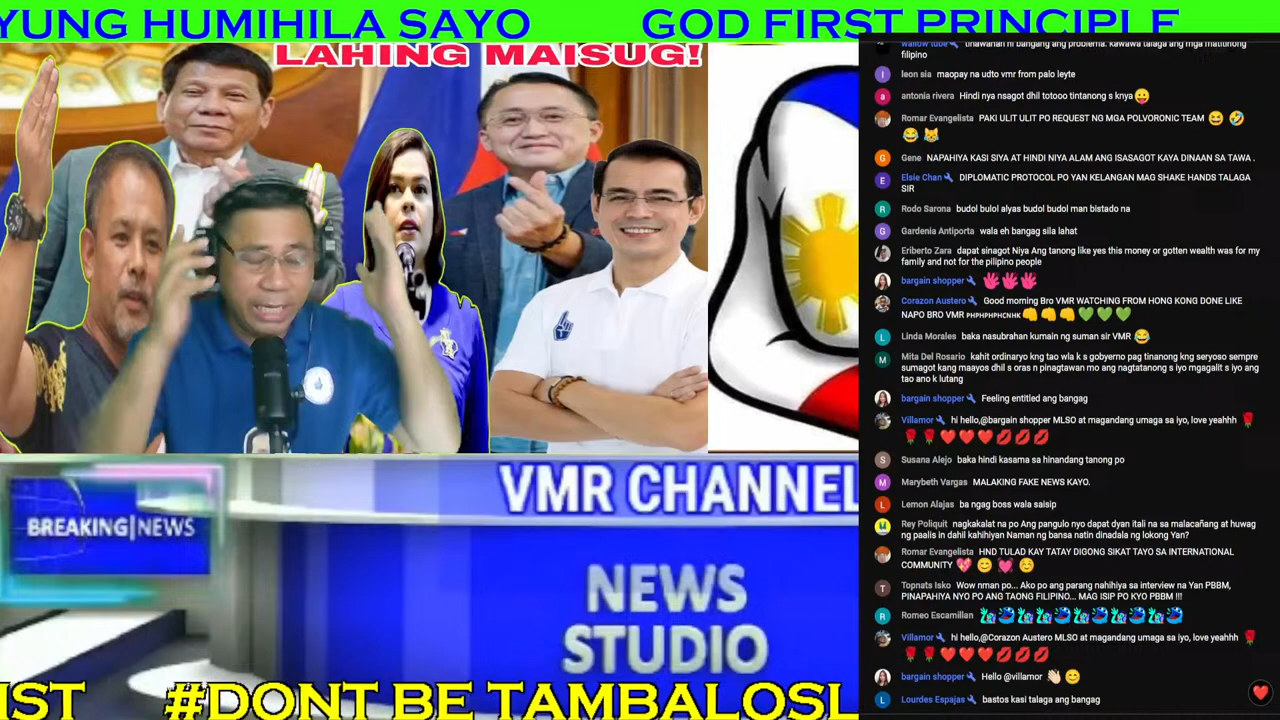 YUNG HUMIHILA SAYO GOD FIRST PRINCIPLE
LAHING MAISUG!
BREAKING|NEWS
VMR CHANNEL
NEWS
STUDIO
IST #DONT BE TAMBALOSL
wallow tube tinawanan ni bangang ang problema. kawawa talaga ang mga matitinong
filipino
leon sia maopay na udto vmr from palo leyte
antonia rivera Hindi nya nsagot dhil totooo tintanong s knya😛
Romar Evangelista PAKI ULIT ULIT PO REQUEST NG MGA POLVORONIC TEAM 😆 🤣
😂 😹
Gene NAPAHIYA KASI SIYA AT HINDI NIYA ALAM ANG ISASAGOT KAYA DINAAN SA TAWA .
Elsie Chan DIPLOMATIC PROTOCOL PO YAN KELANGAN MAG SHAKE HANDS TALAGA
SIR
Rodo Sarona budol bulol alyas budol budol man bistado na
Gardenia Antiporta wala eh bangag sila lahat
Eriberto Zara dapat sinagot Niya Ang tanong like yes this money or gotten wealth was for my
family and not for the pilipino people
bargain shopper 👋👋👋
Corazon Austero Good morning Bro VMR WATCHING FROM HONG KONG DONE LIKE
NAPO BRO VMR PHPHPHPHCNHK👊👊👊💚💚💚
Linda Morales baka nasubrahan kumain ng suman sir VMR 😂
Mita Del Rosario kahit ordinaryo kng tao wla k s gobyerno pag tinanong kng seryoso sempre
sumagot kang maayos dhil s oras n pinagtawan mo ang nagtatanong s iyo mgagalit s iyo ang
tao ano k lutang
bargain shopper Feeling entitled ang bangag
Villamor hi hello,@bargain shopper MLSO at magandang umaga sa iyo, love yeahhh 🌹
🌹🌹❤️❤️❤️💋💋💋
Susana Alejo baka hindi kasama sa hinandang tanong po
Marybeth Vargas MALAKING FAKE NEWS KAYO.
Lemon Alajas ba ngag boss wala saisip
Rey Poliquit nagkakalat na po Ang pangulo nyo dapat dyan itali na sa malacañang at huwag
ng paalis in dahil kahihiyan Naman ng bansa natin dinadala ng lokong Yan?
Romar Evangelista HND TULAD KAY TATAY DIGONG SIKAT TAYO SA INTERNATIONAL
COMMUNITY 💖 😊 💓 ☺️
Topnats Isko Wow nman po... Ako po ang parang nahihiya sa interview na Yan PBBM,
PINAPAHIYA NYO PO ANG TAONG FILIPINO... MAG ISIP PO KYO PBBM !!!
Romeo Escamillan
Villamor hi hello,@Corazon Austero MLSO at magandang umaga sa iyo, love yeahhh 🌹
🌹🌹❤️❤️❤️💋💋💋
bargain shopper Hello @villamor 👋🏻 😊
Lourdes Espajas bastos kasi talaga ang bangag